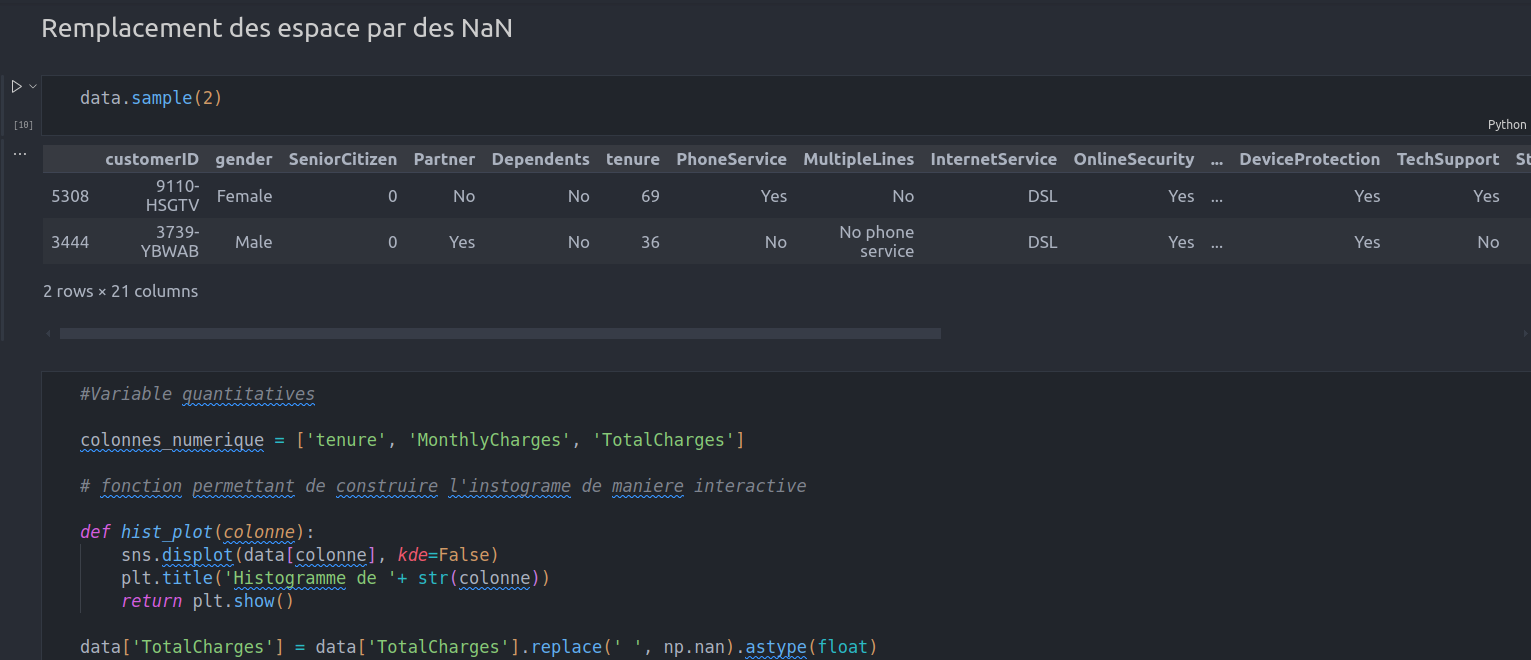 Remplacement des espace par des NaN
data.sample(2)
[10]
Python
...
customerID gender SeniorCitizen Partner Dependents tenure PhoneService MultipleLines InternetService OnlineSecurity ... DeviceProtection TechSupport St
5308 9110-HSGTV Female 0 No No 69 Yes No DSL Yes ... Yes Yes
3444 3739-YBWAB Male 0 Yes No 36 No No phone service DSL Yes ... Yes No
2 rows × 21 columns
#Variable quantitatives
colonnes_numerique = ['tenure', 'MonthlyCharges', 'TotalCharges']
# fonction permettant de construire l'instograme de maniere interactive
def hist_plot(colonne):
    sns.displot(data[colonne], kde=False)
    plt.title('Histogramme de '+ str(colonne))
    return plt.show()
data['TotalCharges'] = data['TotalCharges'].replace(' ', np.nan).astype(float)